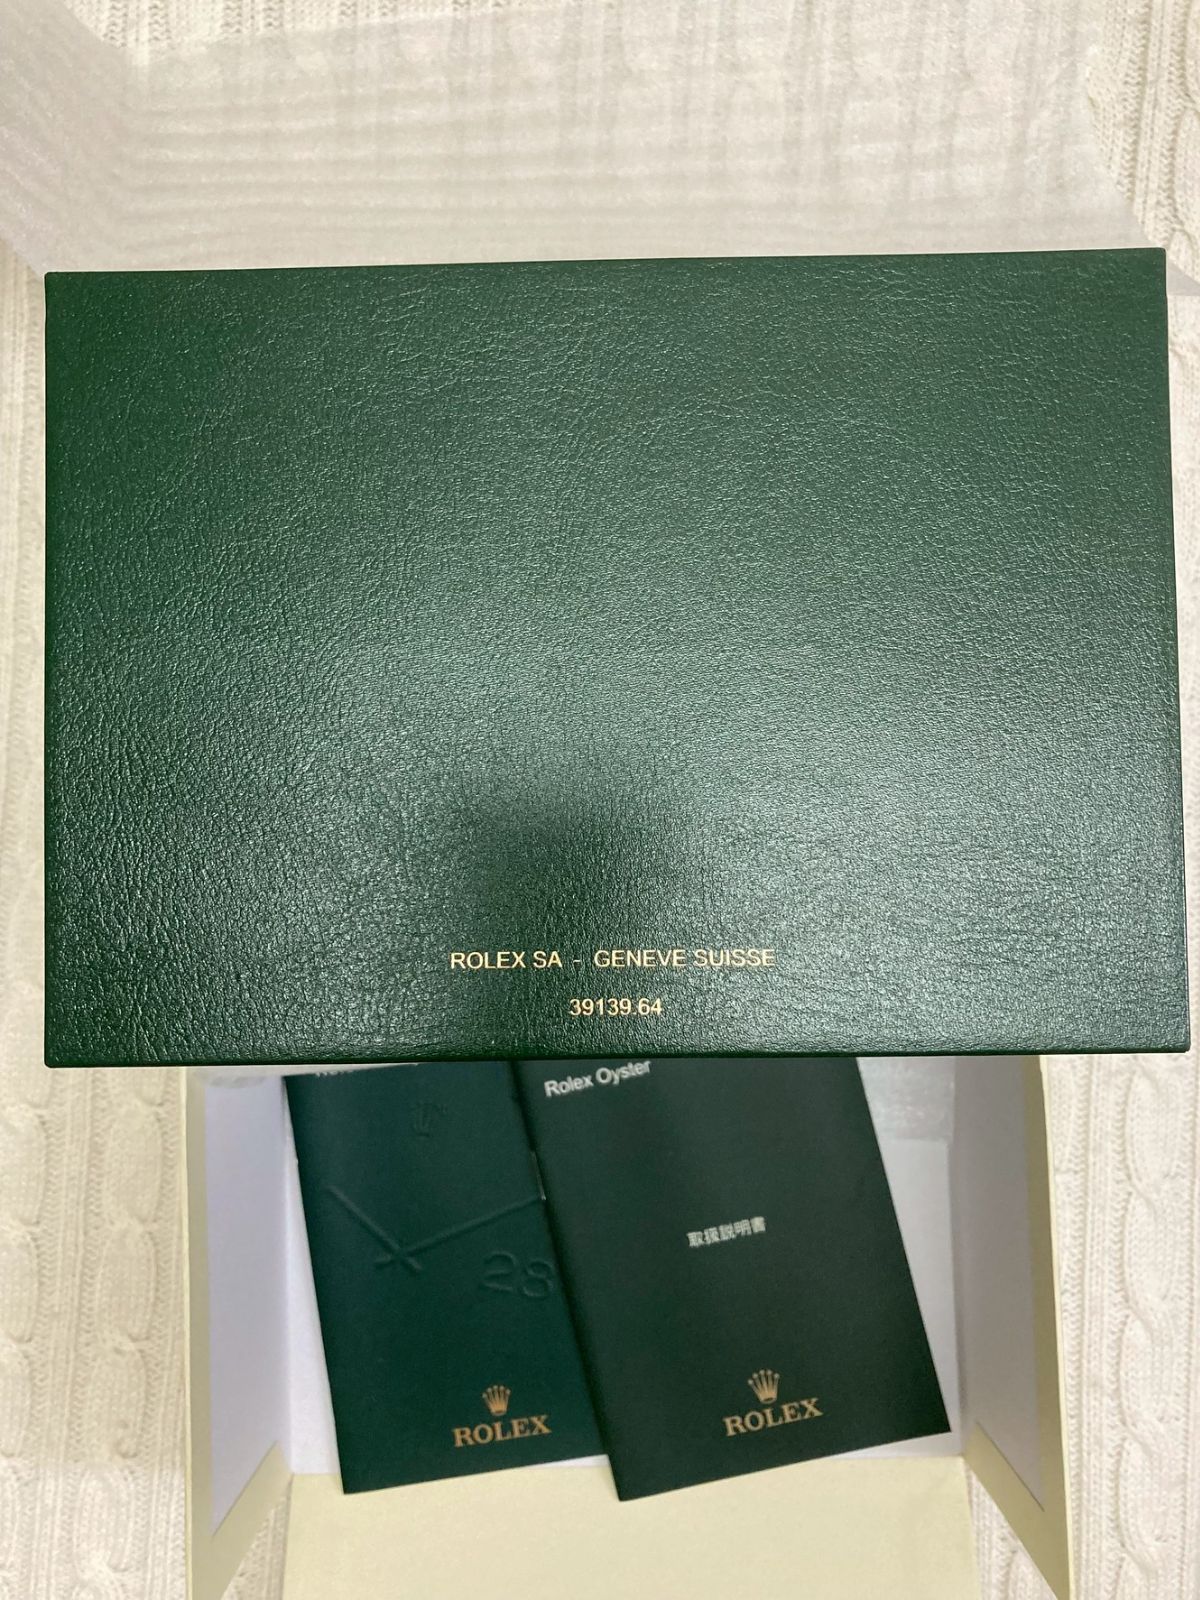 ROLEX SA - GENEVE SUISSE
39139.64
Rolex Oyster
取扱説明書
28
ROLEX
ROLEX